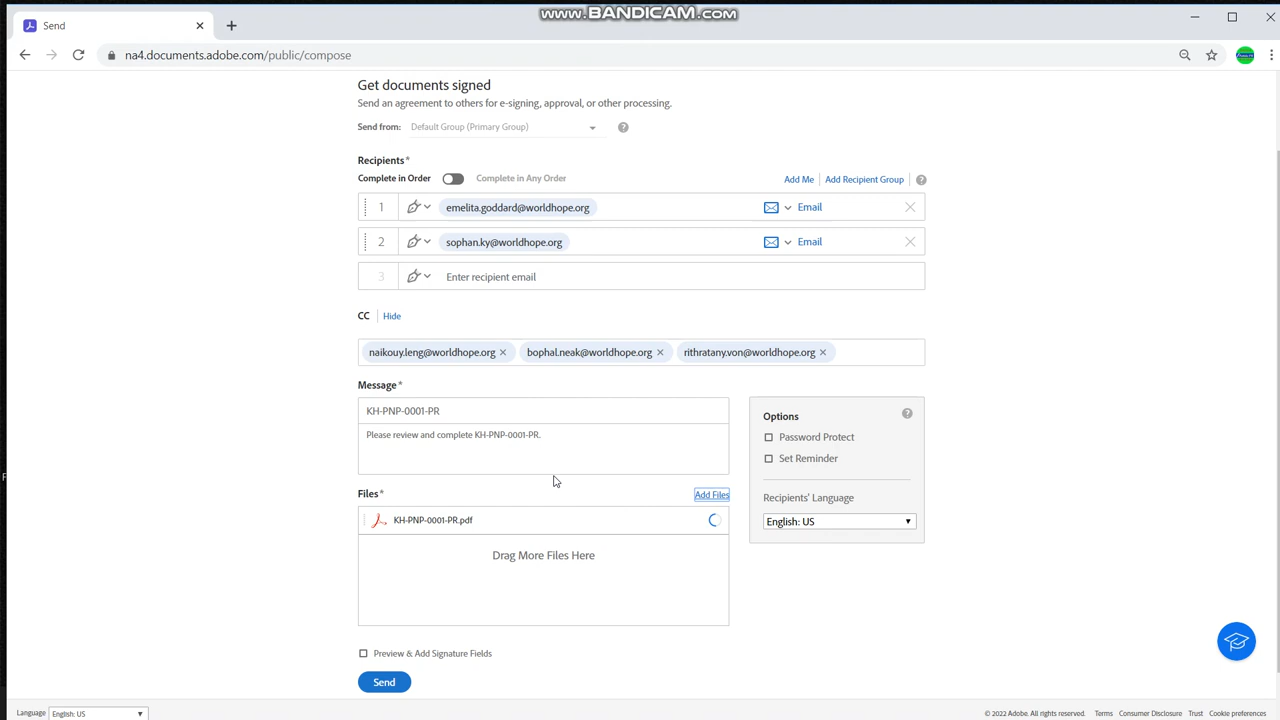 www.BANDICAM.com
Send
na4.documents.adobe.com/public/compose
Get documents signed
Send an agreement to others for e-signing, approval, or other processing.
Send from: Default Group (Primary Group) ?
Recipients*
Complete in Order Complete in Any Order Add Me Add Recipient Group ?
1 emelita.goddard@worldhope.org Email
2 sophan.ky@worldhope.org Email
3 Enter recipient email
CC Hide
naikouy.leng@worldhope.org bophal.neak@worldhope.org rithratany.von@worldhope.org
Message*
KH-PNP-0001-PR
Please review and complete KH-PNP-0001-PR.
Options ?
Password Protect
Set Reminder
Recipients' Language
English: US
Files* Add Files
KH-PNP-0001-PR.pdf
Drag More Files Here
Preview & Add Signature Fields
Send
Language English: US © 2022 Adobe. All rights reserved. Terms Consumer Disclosure Trust Cookie preferences